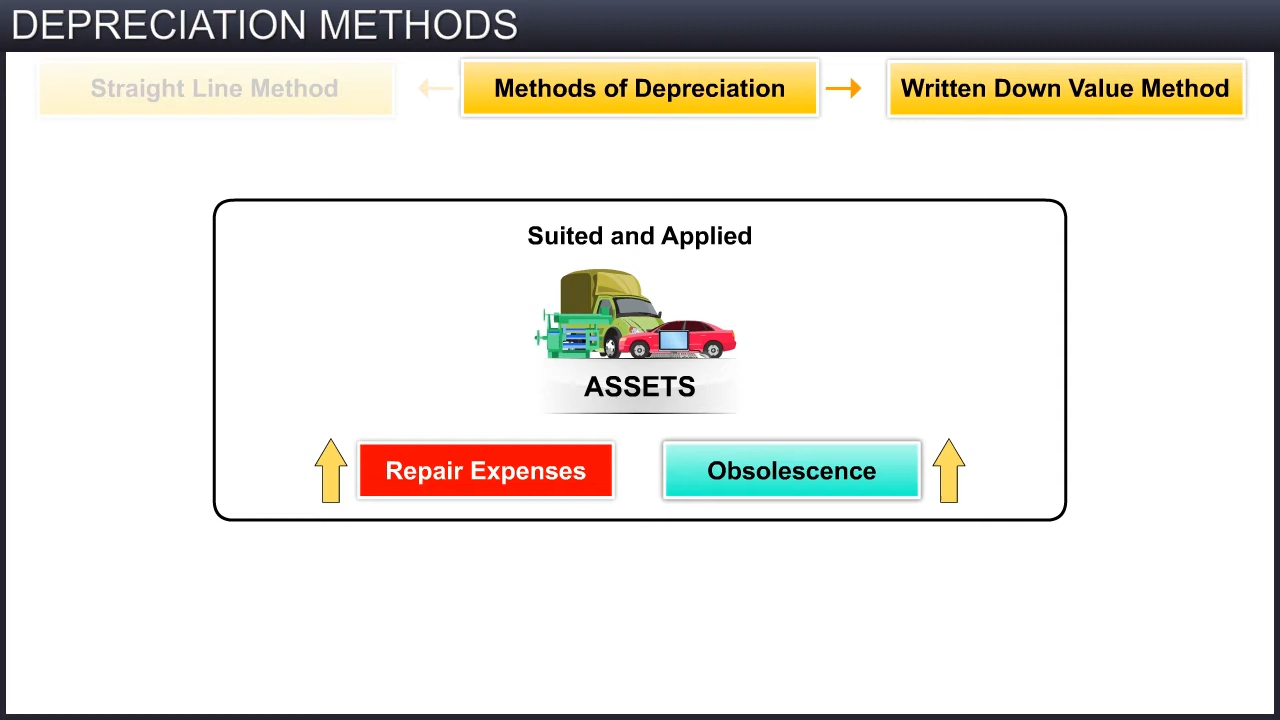 DEPRECIATION METHODS
Straight Line Method
Methods of Depreciation
Written Down Value Method
Suited and Applied
ASSETS
Repair Expenses
Obsolescence